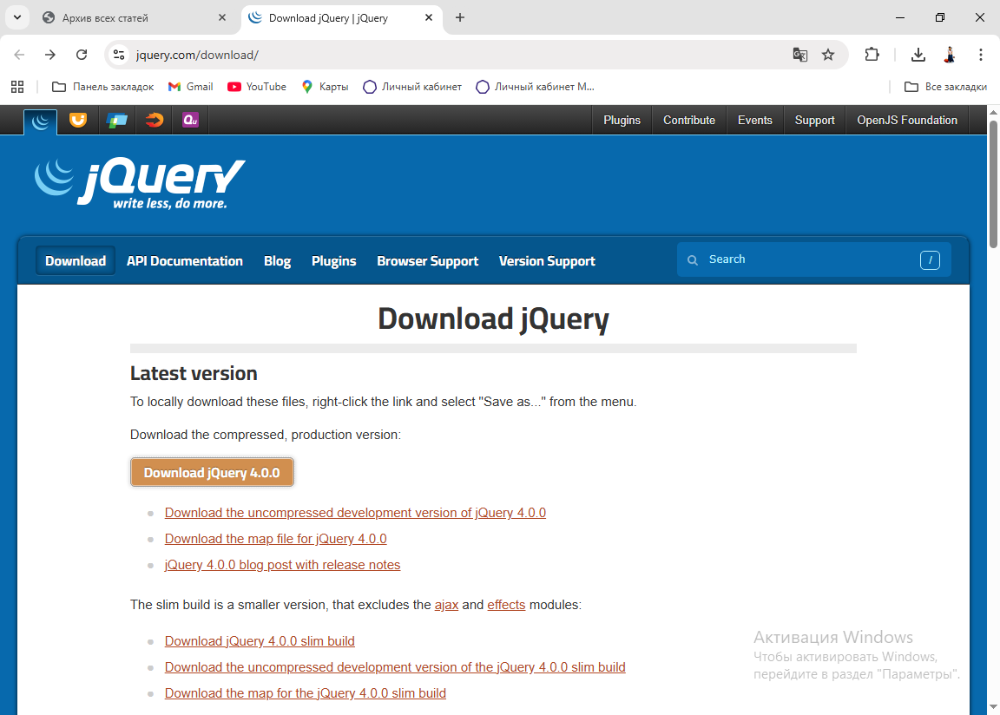 Архив всех статей
Download jQuery | jQuery
jquery.com/download/
Панель закладок
Gmail
YouTube
Карты
Личный кабинет
Личный кабинет М...
Все закладки
Qu
Plugins
Contribute
Events
Support
OpenJS Foundation
jQuery
write less, do more.
Download
API Documentation
Blog
Plugins
Browser Support
Version Support
Search
/
Download jQuery
Latest version
To locally download these files, right-click the link and select "Save as..." from the menu.
Download the compressed, production version:
Download jQuery 4.0.0
Download the uncompressed development version of jQuery 4.0.0
Download the map file for jQuery 4.0.0
jQuery 4.0.0 blog post with release notes
The slim build is a smaller version, that excludes the ajax and effects modules:
Download jQuery 4.0.0 slim build
Download the uncompressed development version of the jQuery 4.0.0 slim build
Download the map for the jQuery 4.0.0 slim build
Активация Windows
Чтобы активировать Windows,
перейдите в раздел "Параметры".